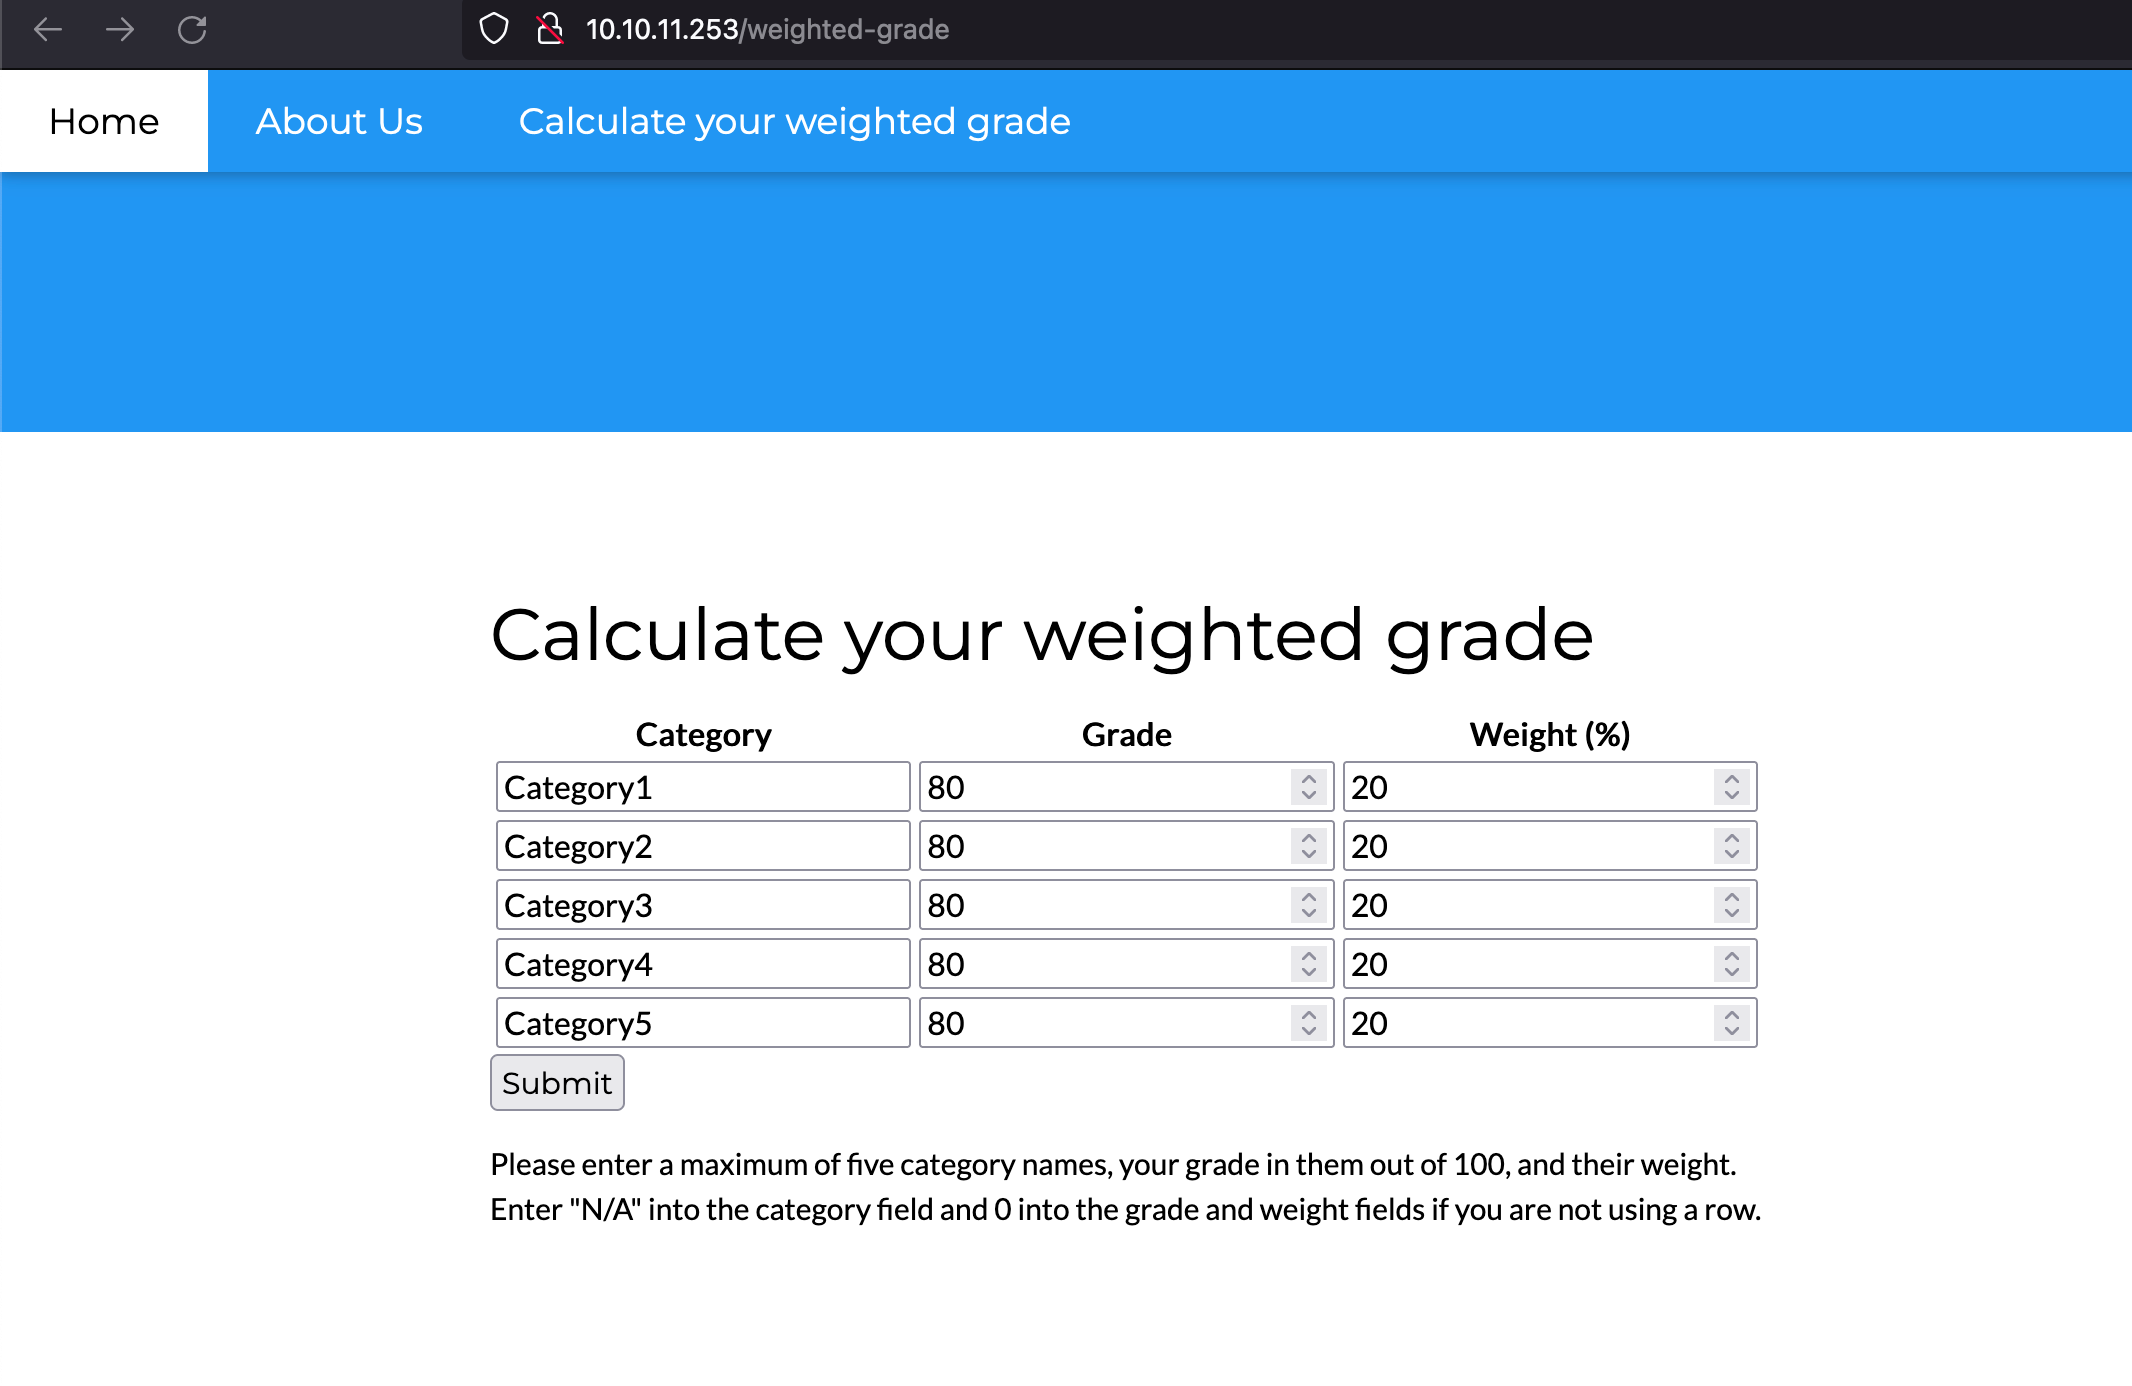 10.10.11.253/weighted-grade
Home About Us Calculate your weighted grade
Calculate your weighted grade
Category Grade Weight (%)
Category1 80 20
Category2 80 20
Category3 80 20
Category4 80 20
Category5 80 20
Submit
Please enter a maximum of five category names, your grade in them out of 100, and their weight.
Enter "N/A" into the category field and 0 into the grade and weight fields if you are not using a row.